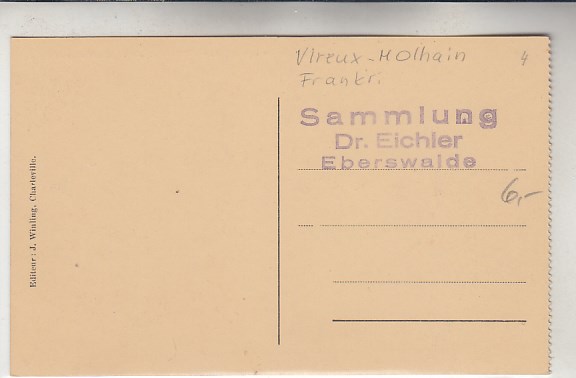 Vireux-Molhain 4
Frankr.
Sammlung
Dr. Eichler
Eberswalde
6,-
Editeur: J. Winling, Charleville.